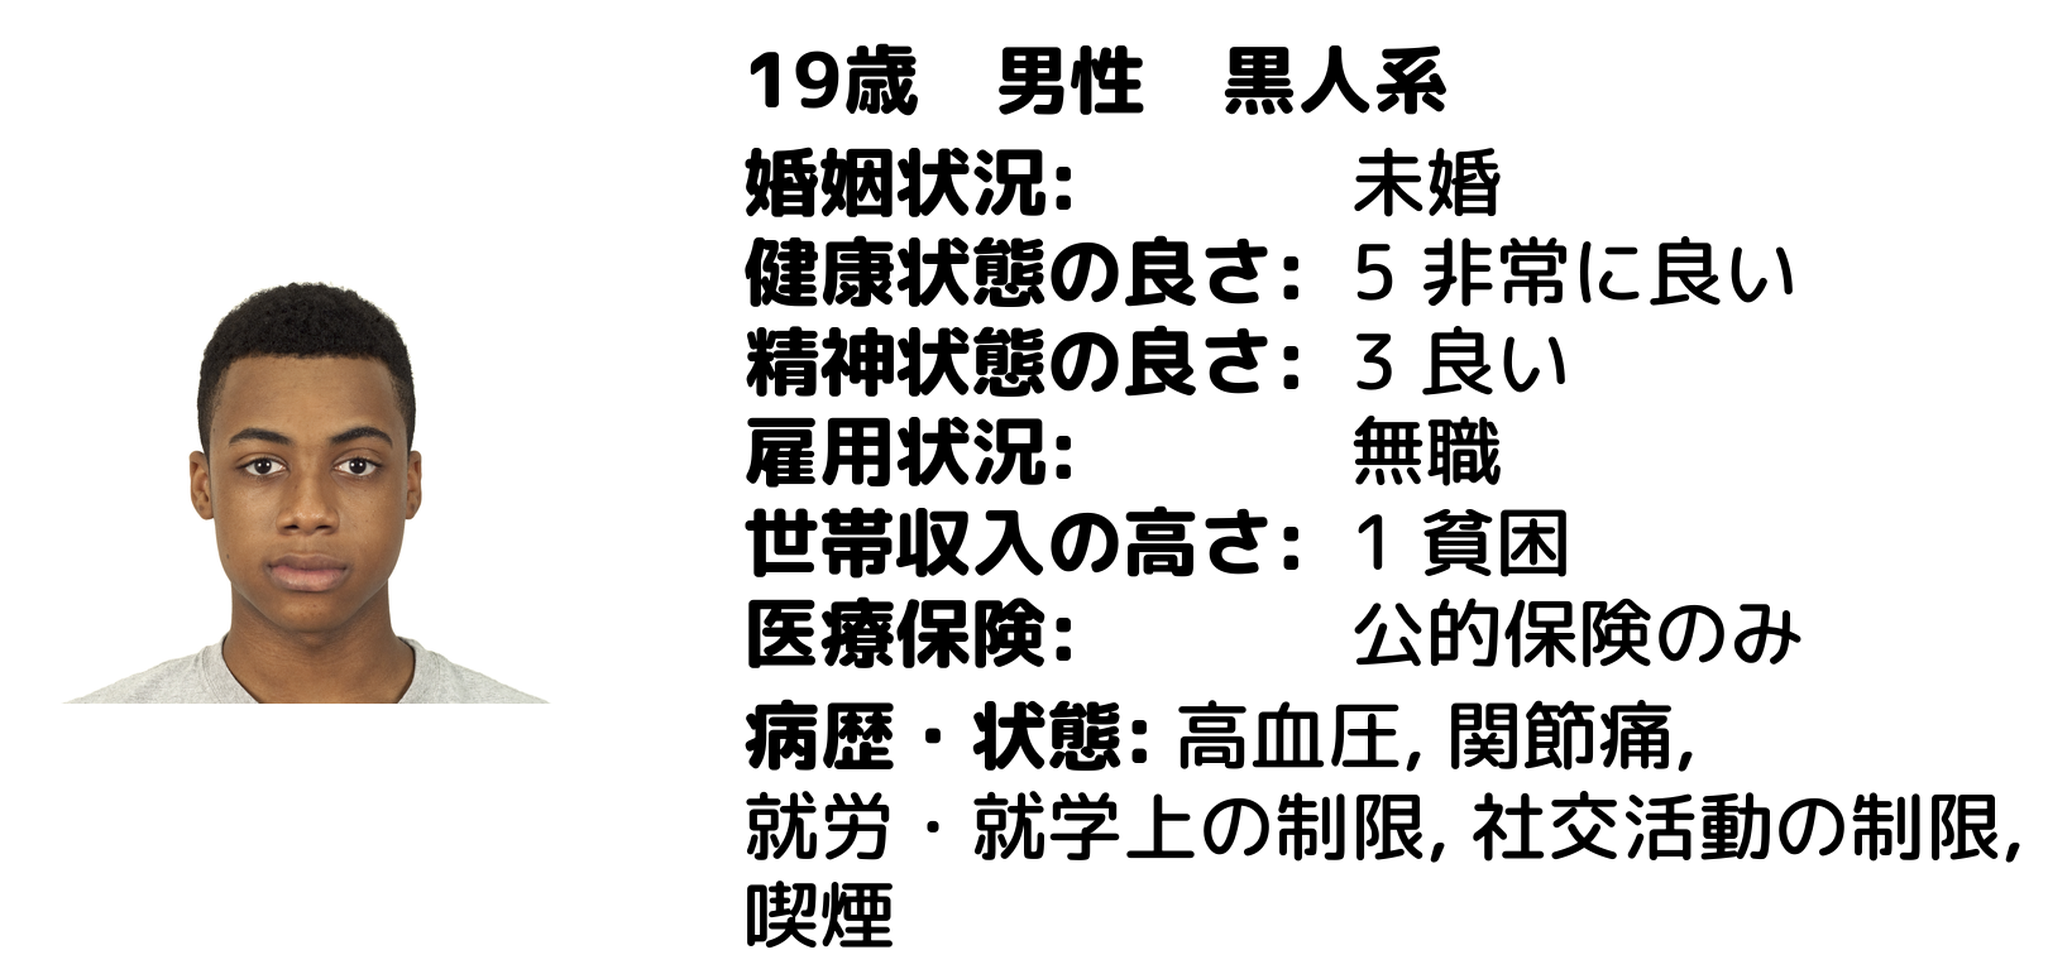 19歳　男性　黒人系
婚姻状況: 未婚
健康状態の良さ: 5 非常に良い
精神状態の良さ: 3 良い
雇用状況: 無職
世帯収入の高さ: 1 貧困
医療保険: 公的保険のみ
病歴・状態: 高血圧, 関節痛,
就労・就学上の制限, 社交活動の制限,
喫煙